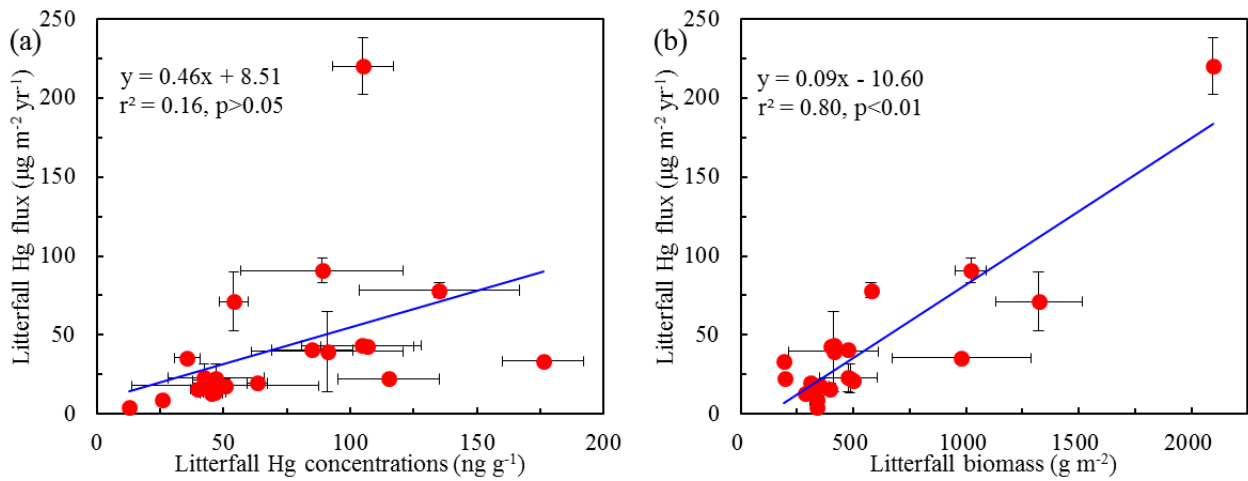 (a)
y = 0.46x + 8.51
r² = 0.16, p>0.05
Litterfall Hg flux (µg m⁻² yr⁻¹)
250
200
150
100
50
0
0 50 100 150 200
Litterfall Hg concentrations (ng g⁻¹)
(b)
y = 0.09x - 10.60
r² = 0.80, p<0.01
Litterfall Hg flux (µg m⁻² yr⁻¹)
250
200
150
100
50
0
0 500 1000 1500 2000
Litterfall biomass (g m⁻²)